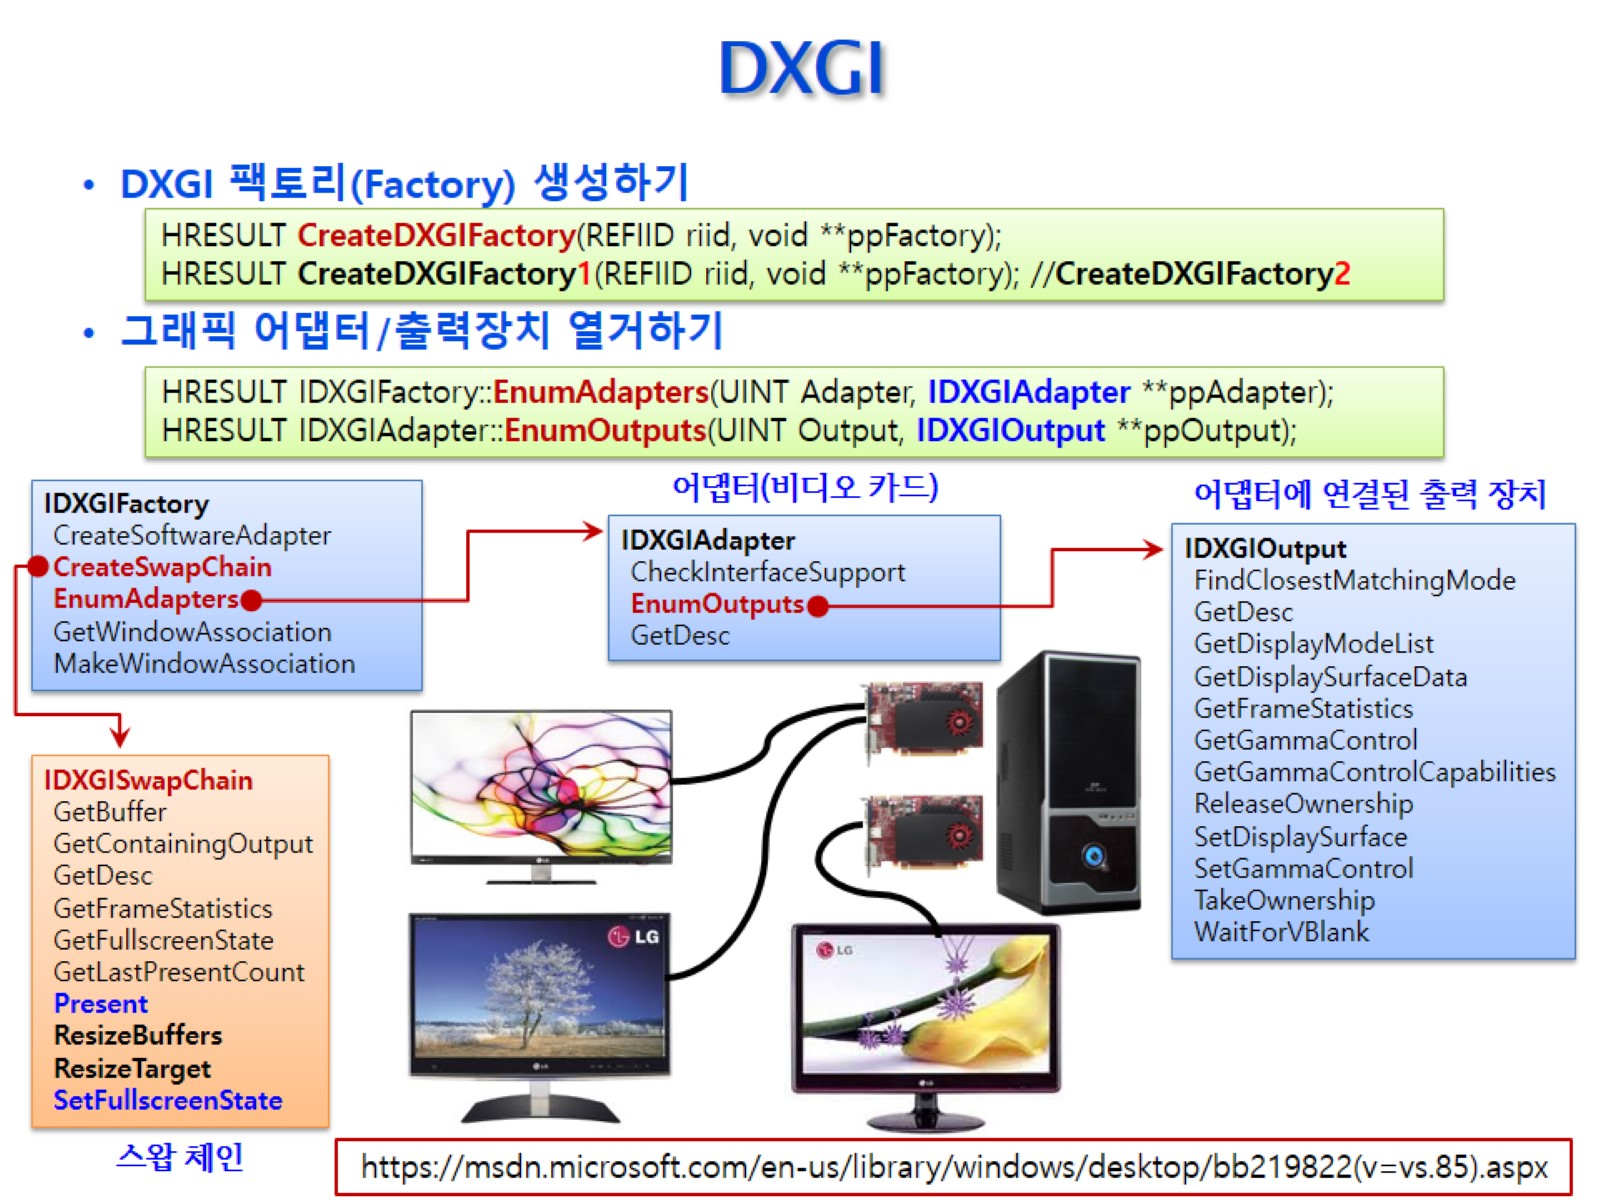 DXGI
• DXGI 팩토리(Factory) 생성하기
HRESULT CreateDXGIFactory(REFIID riid, void **ppFactory);
HRESULT CreateDXGIFactory1(REFIID riid, void **ppFactory); //CreateDXGIFactory2
• 그래픽 어댑터/출력장치 열거하기
HRESULT IDXGIFactory::EnumAdapters(UINT Adapter, IDXGIAdapter **ppAdapter);
HRESULT IDXGIAdapter::EnumOutputs(UINT Output, IDXGIOutput **ppOutput);
IDXGIFactory
CreateSoftwareAdapter
CreateSwapChain
EnumAdapters
GetWindowAssociation
MakeWindowAssociation
어댑터(비디오 카드)
IDXGIAdapter
CheckInterfaceSupport
EnumOutputs
GetDesc
어댑터에 연결된 출력 장치
IDXGIOutput
FindClosestMatchingMode
GetDesc
GetDisplayModeList
GetDisplaySurfaceData
GetFrameStatistics
GetGammaControl
GetGammaControlCapabilities
ReleaseOwnership
SetDisplaySurface
SetGammaControl
TakeOwnership
WaitForVBlank
IDXGISwapChain
GetBuffer
GetContainingOutput
GetDesc
GetFrameStatistics
GetFullscreenState
GetLastPresentCount
Present
ResizeBuffers
ResizeTarget
SetFullscreenState
스왑 체인
LG
LG
LG
LG
LG
https://msdn.microsoft.com/en-us/library/windows/desktop/bb219822(v=vs.85).aspx